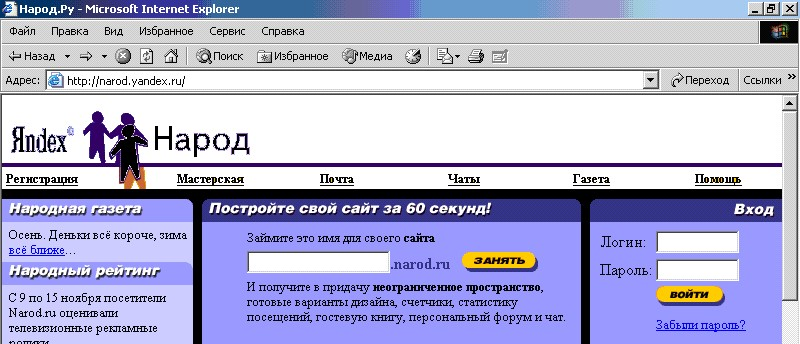 Народ.Ру - Microsoft Internet Explorer
Файл Правка Вид Избранное Сервис Справка
Назад Поиск Избранное Медиа
Адрес: http://narod.yandex.ru/ Переход Ссылки »
Яndex® Народ
Регистрация Мастерская Почта Чаты Газета Помощь
Народная газета
Осень. Деньки всё короче, зима
всё ближе...
Народный рейтинг
С 9 по 15 ноября посетители
Narod.ru оценивали
телевизионные рекламные
ролики
Постройте свой сайт за 60 секунд!
Займите это имя для своего сайта
.narod.ru ЗАНЯТЬ
И получите в придачу неограниченное пространство,
готовые варианты дизайна, счетчики, статистику
посещений, гостевую книгу, персональный форум и чат.
Вход
Логин:
Пароль:
ВОЙТИ
Забыли пароль?